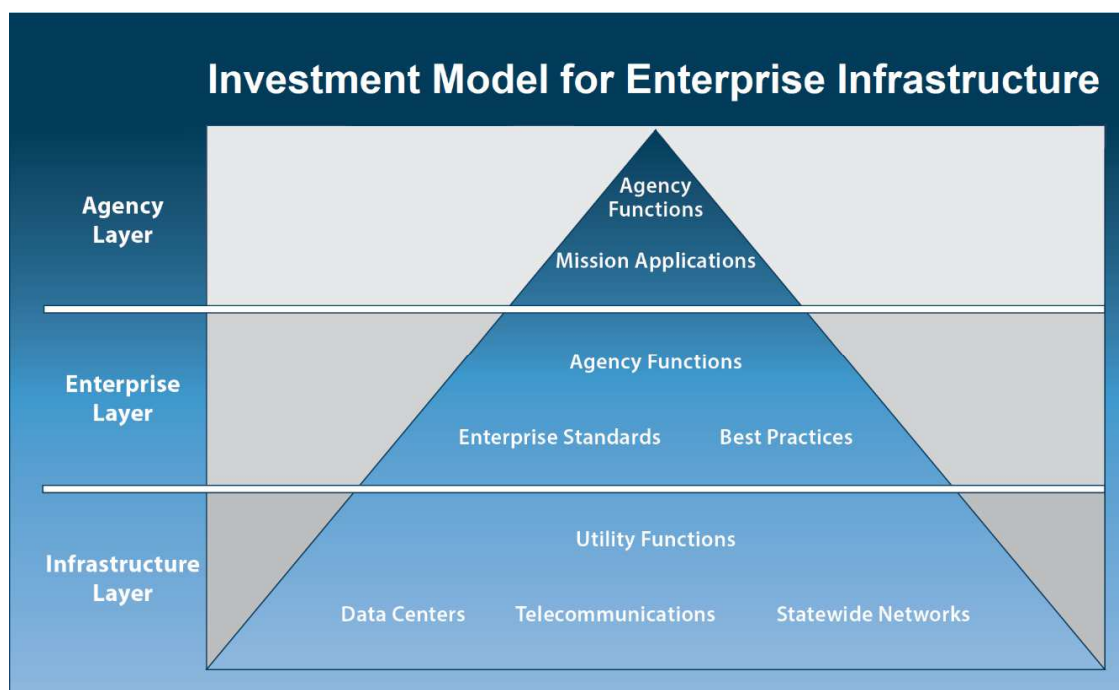 Investment Model for Enterprise Infrastructure
Agency
Layer
Agency
Functions
Mission Applications
Enterprise
Layer
Agency Functions
Enterprise Standards Best Practices
Infrastructure
Layer
Utility Functions
Data Centers Telecommunications Statewide Networks